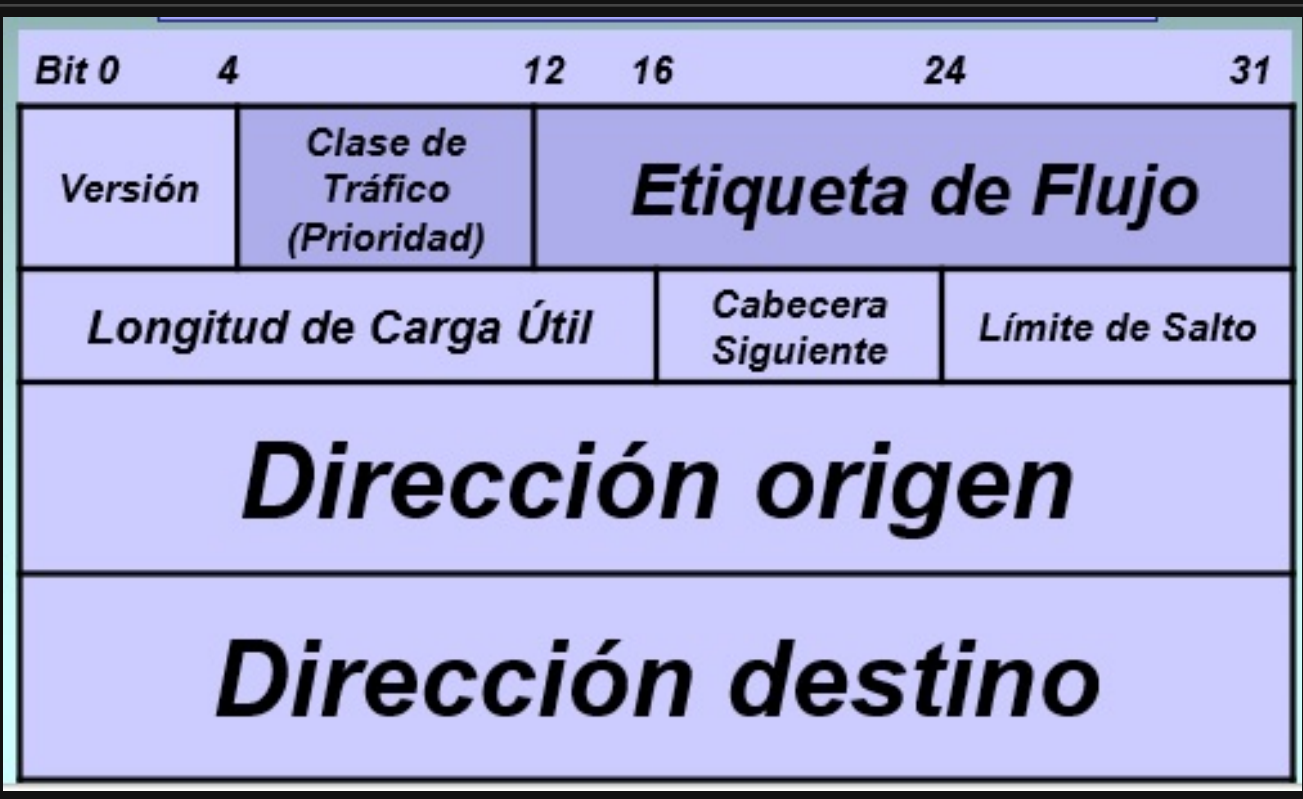 Bit 0 4 12 16 24 31
Versión
Clase de
Tráfico
(Prioridad)
Etiqueta de Flujo
Longitud de Carga Útil
Cabecera
Siguiente
Límite de Salto
Dirección origen
Dirección destino